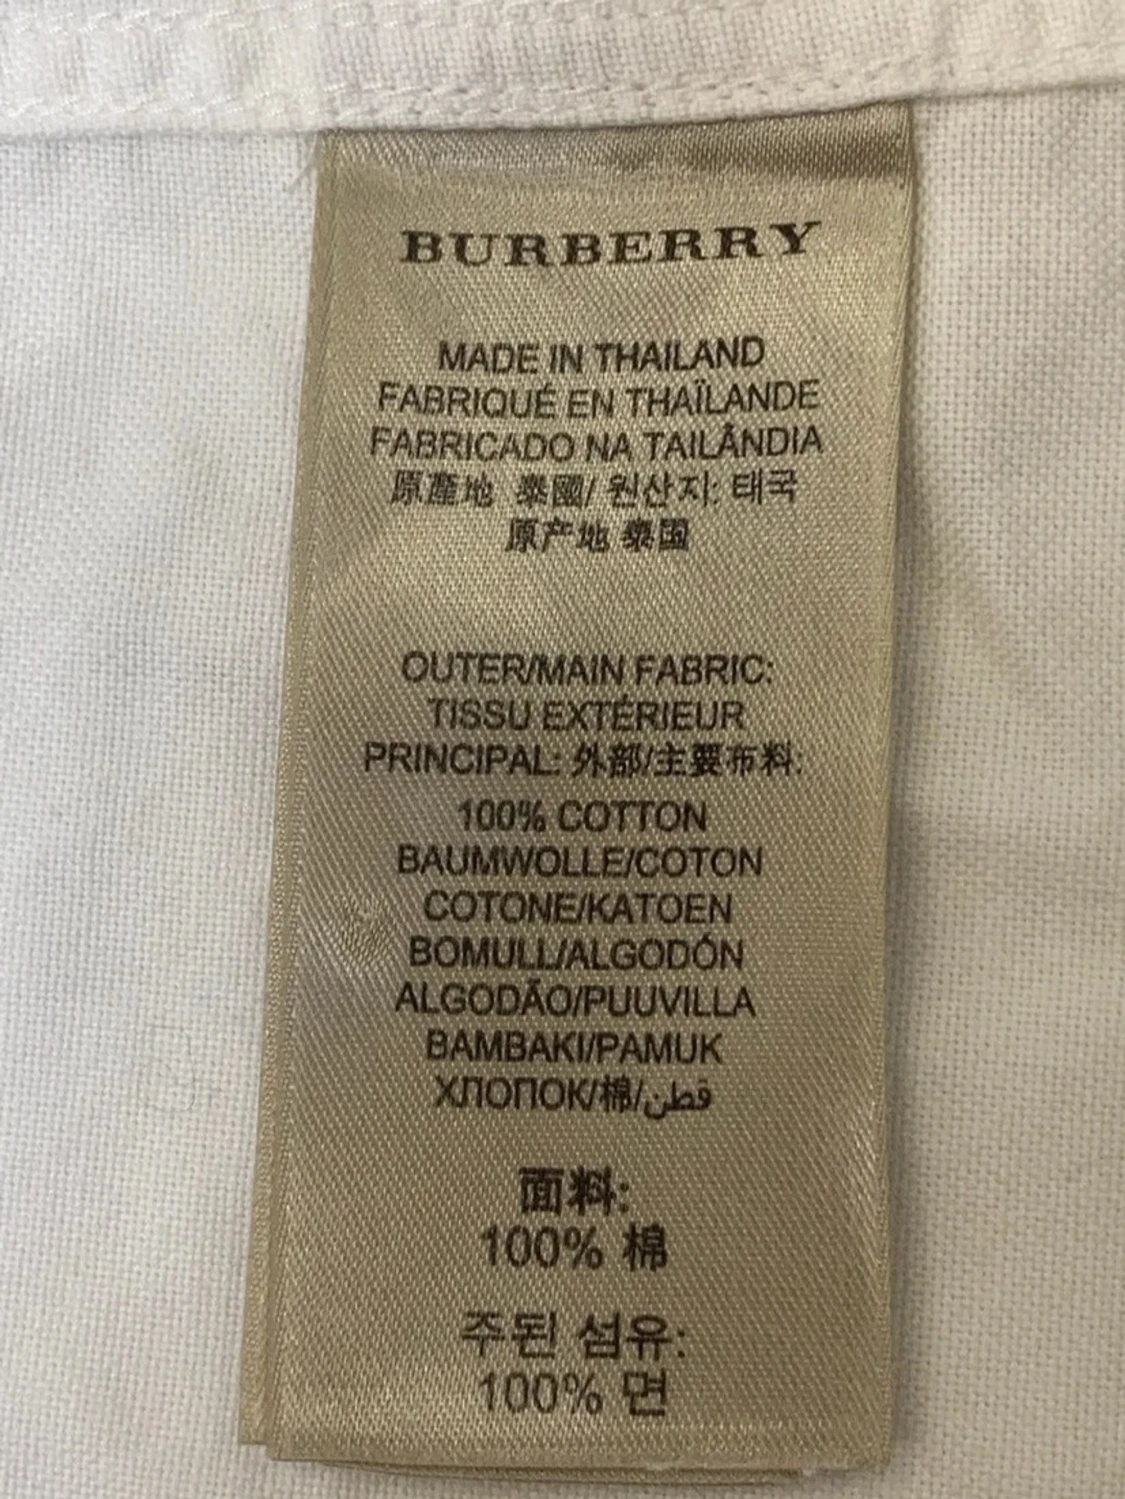 BURBERRY
MADE IN THAILAND
FABRIQUÉ EN THAÏLANDE
FABRICADO NA TAILÂNDIA
原產地 泰國/ 원산지: 태국
原产地 泰国
OUTER/MAIN FABRIC:
TISSU EXTÉRIEUR
PRINCIPAL: 外部/主要布料:
100% COTTON
BAUMWOLLE/COTON
COTONE/KATOEN
BOMULL/ALGODÓN
ALGODÃO/PUUVILLA
BAMBAKI/PAMUK
ХЛОПОК/棉/قطن
面料:
100% 棉
주된 섬유:
100% 면